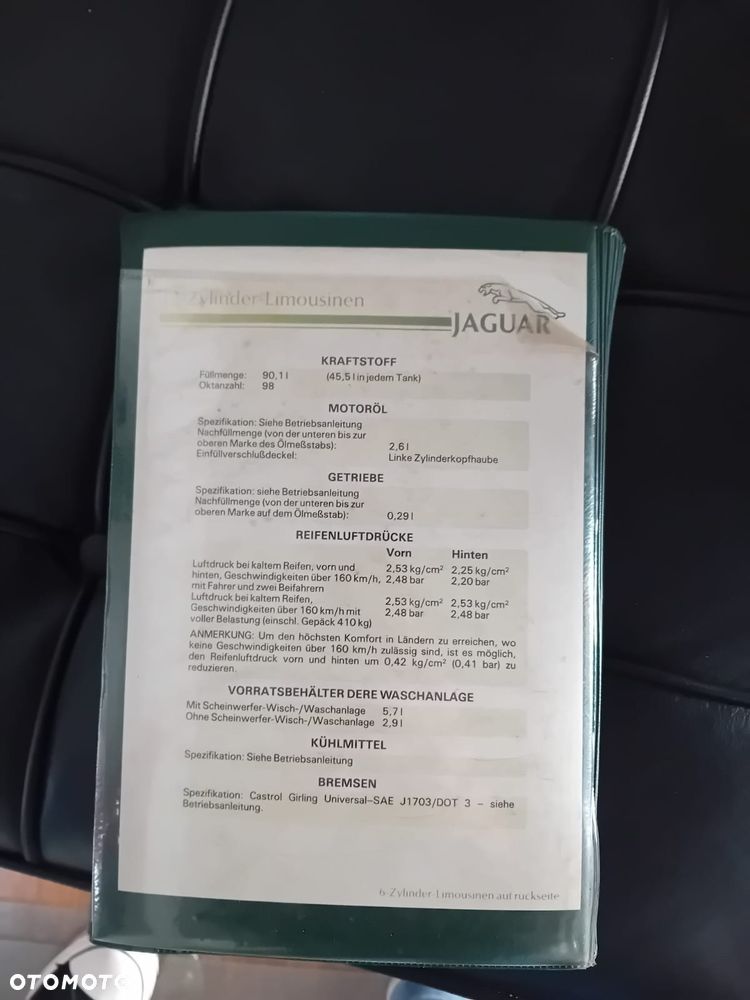 Zylinder-Limousinen
JAGUAR
KRAFTSTOFF
Füllmenge: 90,1 l (45,5 l in jedem Tank)
Oktanzahl: 98
MOTORÖL
Spezifikation: Siehe Betriebsanleitung
Nachfüllmenge (von der unteren bis zur
oberen Marke des Ölmeßstabs): 2,6 l
Einfüllverschlußdeckel: Linke Zylinderkopfhaube
GETRIEBE
Spezifikation: siehe Betriebsanleitung
Nachfüllmenge (von der unteren bis zur
oberen Marke auf dem Ölmeßstab): 0,29 l
REIFENLUFTDRÜCKE
Vorn Hinten
Luftdruck bei kaltem Reifen, vorn und 2,53 kg/cm² 2,25 kg/cm²
hinten, Geschwindigkeiten über 160 km/h, 2,48 bar 2,20 bar
mit Fahrer und zwei Beifahrern
Luftdruck bei kaltem Reifen, 2,53 kg/cm² 2,53 kg/cm²
Geschwindigkeiten über 160 km/h mit 2,48 bar 2,48 bar
voller Belastung (einschl. Gepäck 410 kg)
ANMERKUNG: Um den höchsten Komfort in Ländern zu erreichen, wo
keine Geschwindigkeiten über 160 km/h zulässig sind, ist es möglich,
den Reifenluftdruck vorn und hinten um 0,42 kg/cm² (0,41 bar) zu
reduzieren.
VORRATSBEHÄLTER DERE WASCHANLAGE
Mit Scheinwerfer-Wisch-/Waschanlage 5,7 l
Ohne Scheinwerfer-Wisch-/Waschanlage 2,9 l
KÜHLMITTEL
Spezifikation: Siehe Betriebsanleitung
BREMSEN
Spezifikation: Castrol Girling Universal–SAE J1703/DOT 3 – siehe
Betriebsanleitung.
6-Zylinder-Limousinen auf ruckseite
OTOMOTO